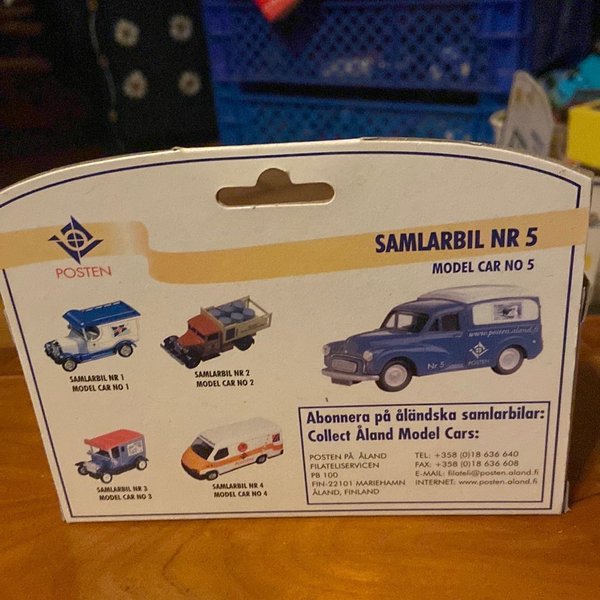 POSTEN
SAMLARBIL NR 5
MODEL CAR NO 5
SAMLARBIL NR 1
MODEL CAR NO 1
SAMLARBIL NR 2
MODEL CAR NO 2
www.posten.aland.fi
Nr 5
POSTEN
SAMLARBIL NR 3
MODEL CAR NO 3
SAMLARBIL NR 4
MODEL CAR NO 4
Abonnera på åländska samlarbilar:
Collect Åland Model Cars:
POSTEN PÅ ÅLAND
FILATELISERVICEN
PB 100
FIN-22101 MARIEHAMN
ÅLAND, FINLAND
TEL: +358 (0)18 636 640
FAX: +358 (0)18 636 608
E-MAIL: filateli@posten.aland.fi
INTERNET: www.posten.aland.fi